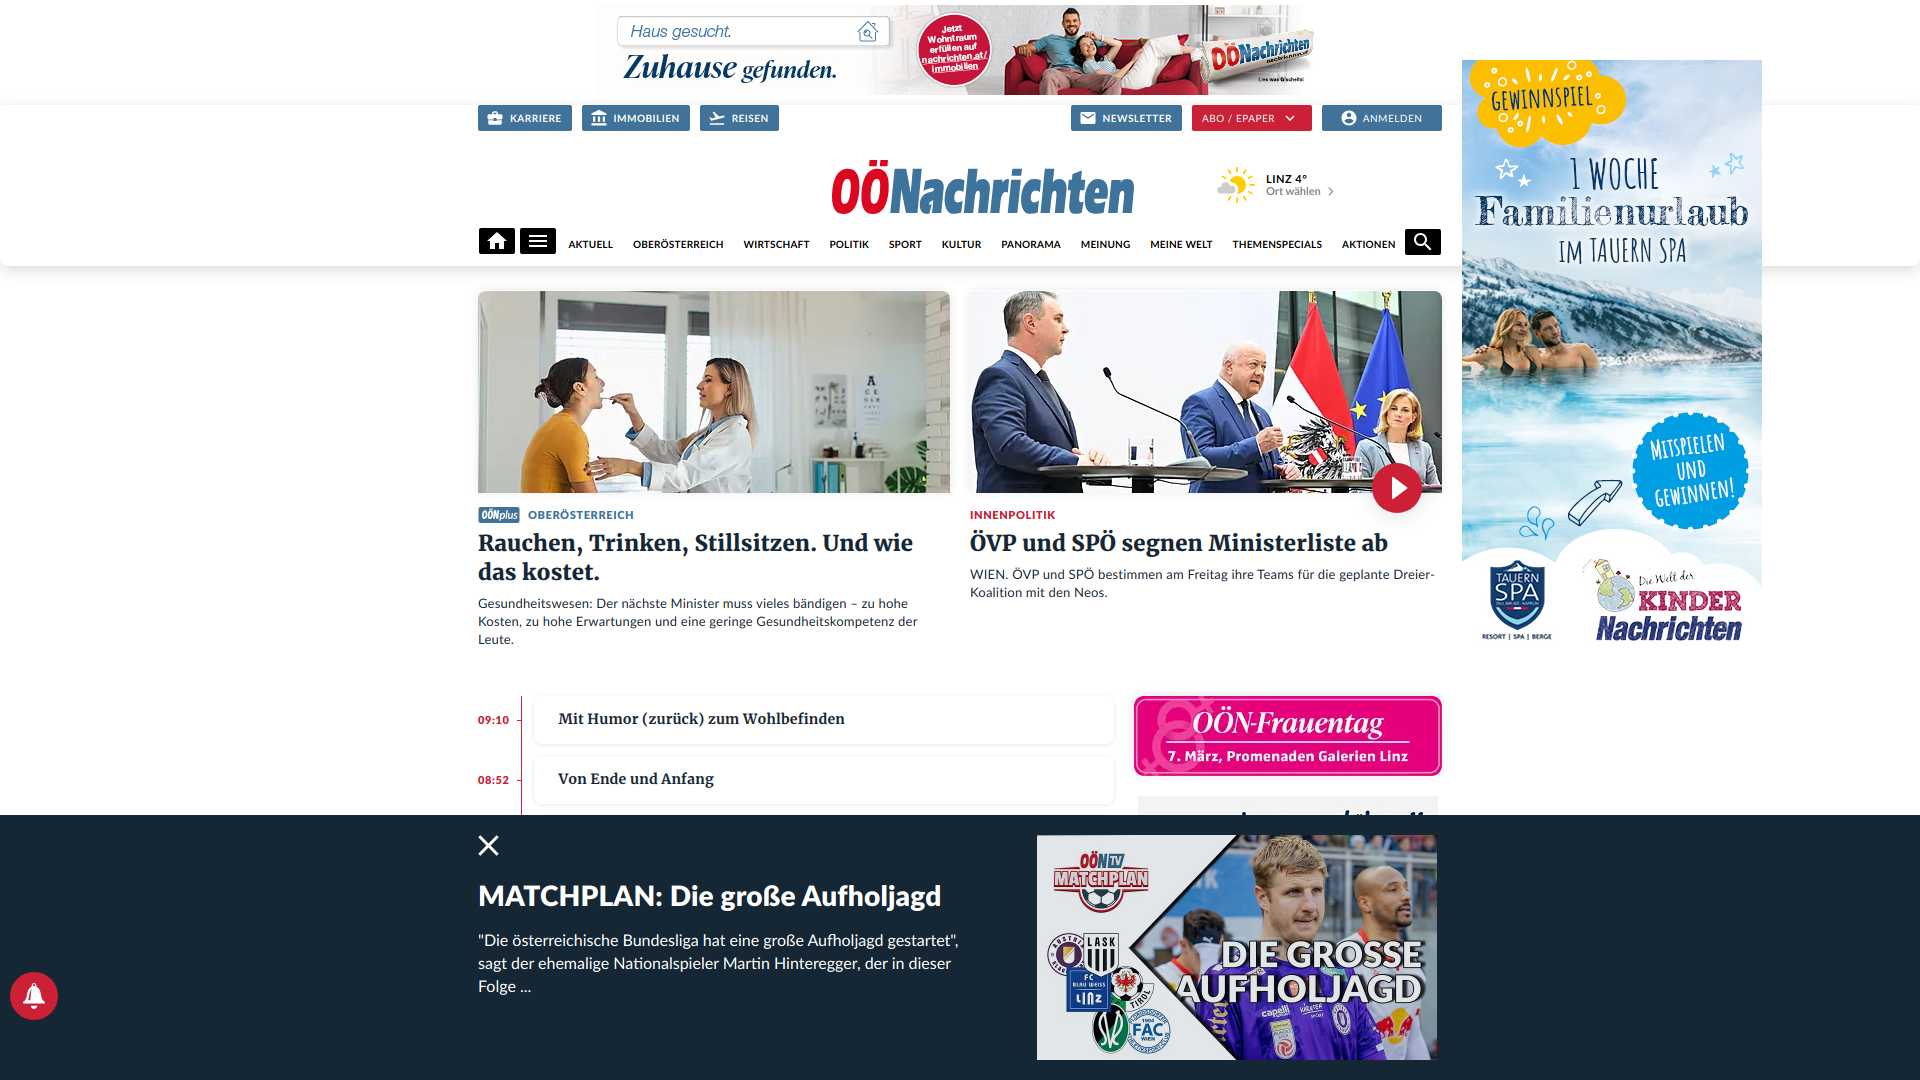 Haus gesucht.
Zuhause gefunden.
Jetzt
Wohntraum
erfüllen auf
nachrichten.at/
immobilien
OÖNachrichten
Lies was G'scheits!
KARRIERE
IMMOBILIEN
REISEN
NEWSLETTER
ABO / EPAPER
ANMELDEN
OÖNachrichten
LINZ 4°
Ort wählen
AKTUELL
OBERÖSTERREICH
WIRTSCHAFT
POLITIK
SPORT
KULTUR
PANORAMA
MEINUNG
MEINE WELT
THEMENSPECIALS
AKTIONEN
GEWINNSPIEL
1 WOCHE
Familienurlaub
IM TAUERN SPA
MITSPIELEN
UND
GEWINNEN!
TAUERN
SPA
RESORT | SPA | BERGE
Die Welt der
KINDER
Nachrichten
OÖNplus OBERÖSTERREICH
Rauchen, Trinken, Stillsitzen. Und wie
das kostet.
Gesundheitswesen: Der nächste Minister muss vieles bändigen – zu hohe
Kosten, zu hohe Erwartungen und eine geringe Gesundheitskompetenz der
Leute.
INNENPOLITIK
ÖVP und SPÖ segnen Ministerliste ab
WIEN. ÖVP und SPÖ bestimmen am Freitag ihre Teams für die geplante Dreier-
Koalition mit den Neos.
09:10
Mit Humor (zurück) zum Wohlbefinden
08:52
Von Ende und Anfang
OÖN-Frauentag
7. März, Promenaden Galerien Linz
MATCHPLAN: Die große Aufholjagd
"Die österreichische Bundesliga hat eine große Aufholjagd gestartet",
sagt der ehemalige Nationalspieler Martin Hinteregger, der in dieser
Folge ...
OÖN TV
MATCHPLAN
LASK
FC
BLAU WEISS
LINZ
TIROL
SVR
FAC
WIEN
DIE GROSSE
AUFHOLJAGD
capelli